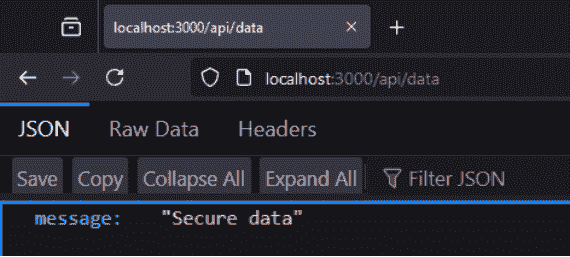 localhost:3000/api/data
localhost:3000/api/data
JSON Raw Data Headers
Save Copy Collapse All Expand All Filter JSON
message: "Secure data"